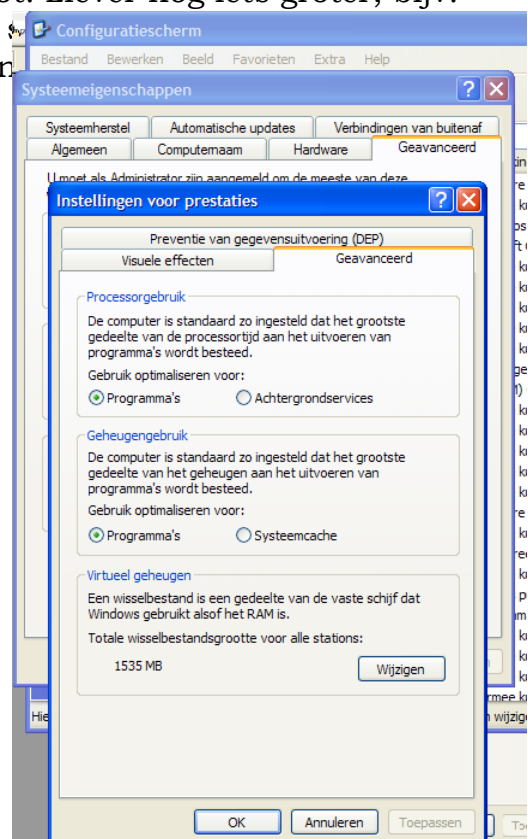 Liever nog iets groter, bijv.
Configuratiescherm
Bestand Bewerken Beeld Favorieten Extra Help
Systeemeigenschappen
Systeemherstel Automatische updates Verbindingen van buitenaf
Algemeen Computernaam Hardware Geavanceerd
U moet als Administrator zijn aangemeld om de meeste van deze
Instellingen voor prestaties
Preventie van gegevensuitvoering (DEP)
Visuele effecten Geavanceerd
Processorgebruik
De computer is standaard zo ingesteld dat het grootste
gedeelte van de processortijd aan het uitvoeren van
programma's wordt besteed.
Gebruik optimaliseren voor:
Programma's Achtergrondservices
Geheugengebruik
De computer is standaard zo ingesteld dat het grootste
gedeelte van het geheugen aan het uitvoeren van
programma's wordt besteed.
Gebruik optimaliseren voor:
Programma's Systeemcache
Virtueel geheugen
Een wisselbestand is een gedeelte van de vaste schijf dat
Windows gebruikt alsof het RAM is.
Totale wisselbestandsgrootte voor alle stations:
1535 MB Wijzigen
OK Annuleren Toepassen